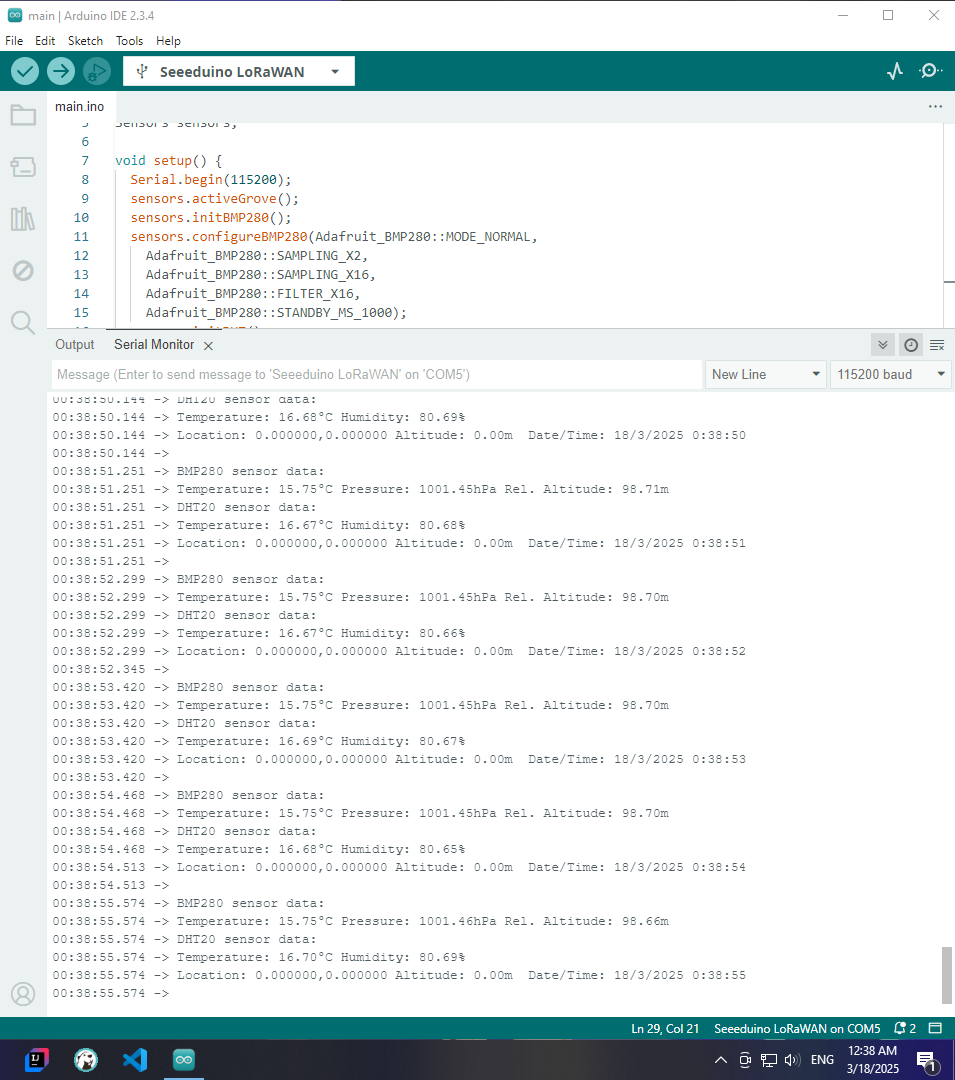 main | Arduino IDE 2.3.4
File Edit Sketch Tools Help
Seeeduino LoRaWAN
main.ino
5 Sensors sensors;
6
7 void setup() {
8 Serial.begin(115200);
9 sensors.activeGrove();
10 sensors.initBMP280();
11 sensors.configureBMP280(Adafruit_BMP280::MODE_NORMAL,
12 Adafruit_BMP280::SAMPLING_X2,
13 Adafruit_BMP280::SAMPLING_X16,
14 Adafruit_BMP280::FILTER_X16,
15 Adafruit_BMP280::STANDBY_MS_1000);
Output Serial Monitor
Message (Enter to send message to 'Seeeduino LoRaWAN' on 'COM5') New Line 115200 baud
00:38:50.144 -> DHT20 sensor data:
00:38:50.144 -> Temperature: 16.68°C Humidity: 80.69%
00:38:50.144 -> Location: 0.000000,0.000000 Altitude: 0.00m  Date/Time: 18/3/2025 0:38:50
00:38:50.144 ->
00:38:51.251 -> BMP280 sensor data:
00:38:51.251 -> Temperature: 15.75°C Pressure: 1001.45hPa Rel. Altitude: 98.71m
00:38:51.251 -> DHT20 sensor data:
00:38:51.251 -> Temperature: 16.67°C Humidity: 80.68%
00:38:51.251 -> Location: 0.000000,0.000000 Altitude: 0.00m  Date/Time: 18/3/2025 0:38:51
00:38:51.251 ->
00:38:52.299 -> BMP280 sensor data:
00:38:52.299 -> Temperature: 15.75°C Pressure: 1001.45hPa Rel. Altitude: 98.70m
00:38:52.299 -> DHT20 sensor data:
00:38:52.299 -> Temperature: 16.67°C Humidity: 80.66%
00:38:52.299 -> Location: 0.000000,0.000000 Altitude: 0.00m  Date/Time: 18/3/2025 0:38:52
00:38:52.345 ->
00:38:53.420 -> BMP280 sensor data:
00:38:53.420 -> Temperature: 15.75°C Pressure: 1001.45hPa Rel. Altitude: 98.70m
00:38:53.420 -> DHT20 sensor data:
00:38:53.420 -> Temperature: 16.69°C Humidity: 80.67%
00:38:53.420 -> Location: 0.000000,0.000000 Altitude: 0.00m  Date/Time: 18/3/2025 0:38:53
00:38:53.420 ->
00:38:54.468 -> BMP280 sensor data:
00:38:54.468 -> Temperature: 15.75°C Pressure: 1001.45hPa Rel. Altitude: 98.70m
00:38:54.468 -> DHT20 sensor data:
00:38:54.468 -> Temperature: 16.68°C Humidity: 80.65%
00:38:54.513 -> Location: 0.000000,0.000000 Altitude: 0.00m  Date/Time: 18/3/2025 0:38:54
00:38:54.513 ->
00:38:55.574 -> BMP280 sensor data:
00:38:55.574 -> Temperature: 15.75°C Pressure: 1001.46hPa Rel. Altitude: 98.66m
00:38:55.574 -> DHT20 sensor data:
00:38:55.574 -> Temperature: 16.70°C Humidity: 80.69%
00:38:55.574 -> Location: 0.000000,0.000000 Altitude: 0.00m  Date/Time: 18/3/2025 0:38:55
00:38:55.574 ->
Ln 29, Col 21 Seeeduino LoRaWAN on COM5 2
ENG 12:38 AM
3/18/2025 1